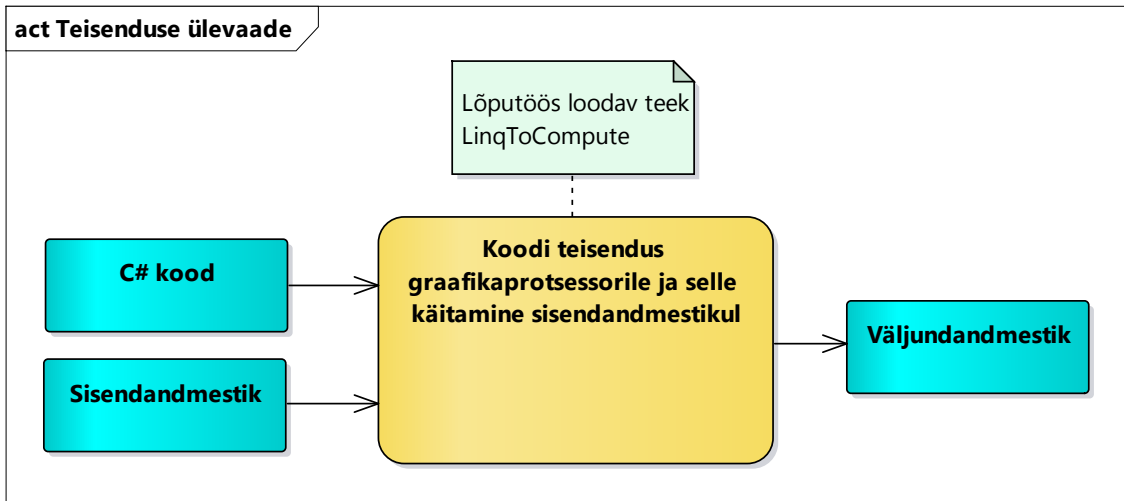 act Teisenduse ülevaade
Lõputöös loodav teek
LinqToCompute
C# kood
Sisendandmestik
Koodi teisendus
graafikaprotsessorile ja selle
käitamine sisendandmestikul
Väljundandmestik